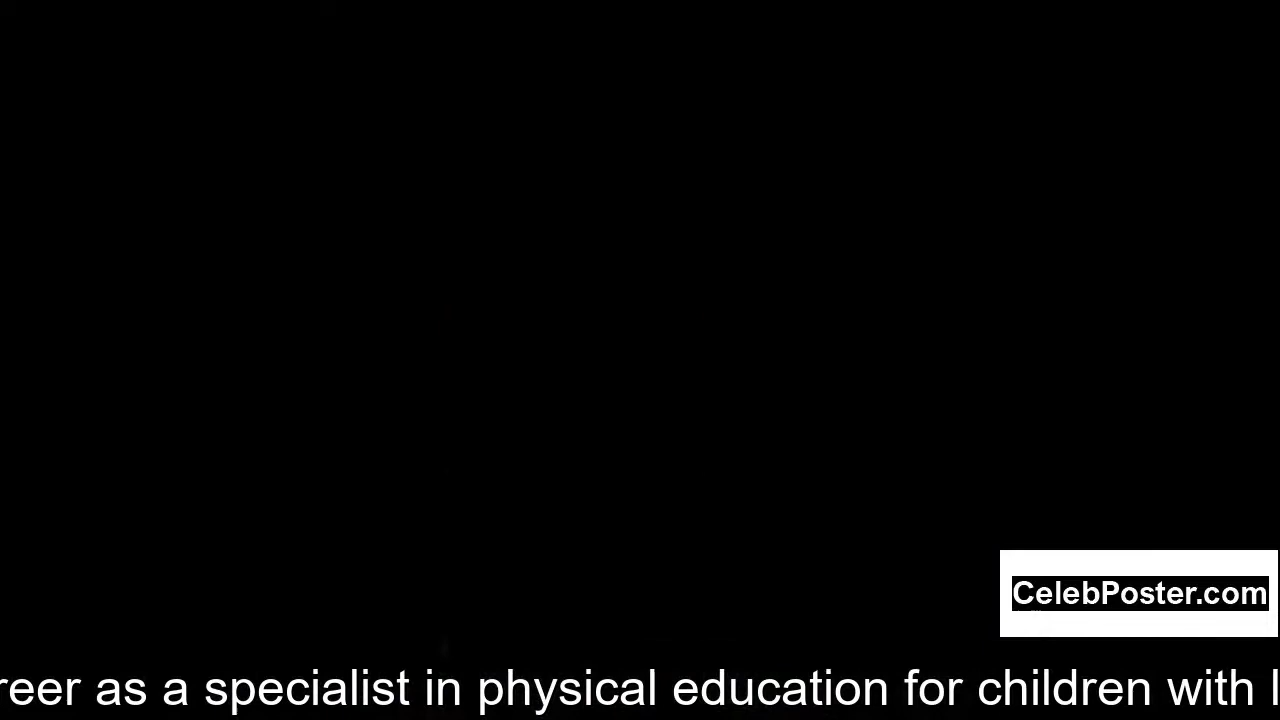 CelebPoster.com
reer as a specialist in physical education for children with